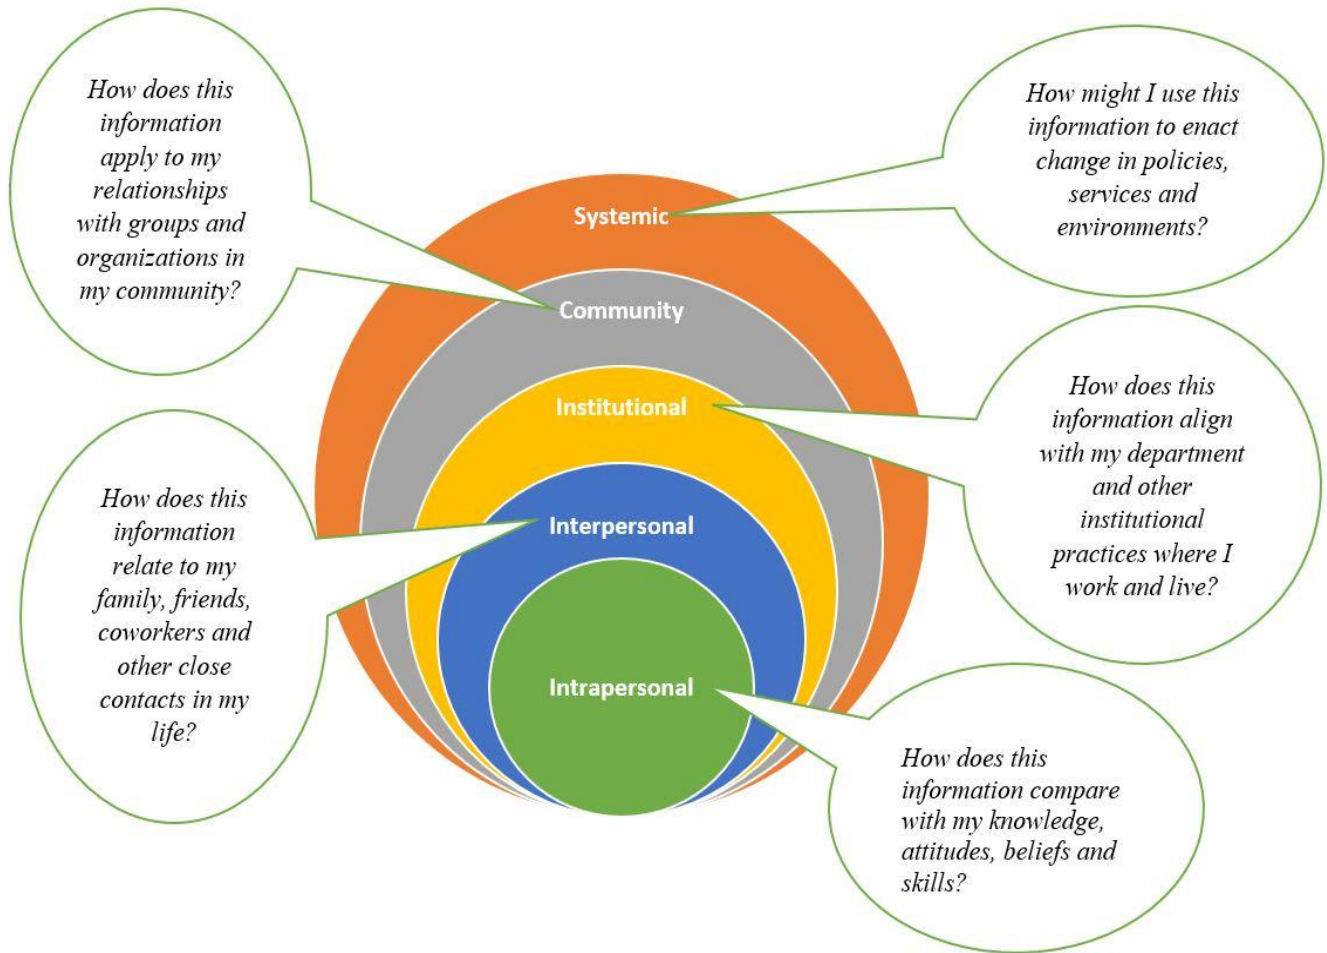 How does this
information
apply to my
relationships
with groups and
organizations in
my community?
How might I use this
information to enact
change in policies,
services and
environments?
Systemic
Community
Institutional
How does this
information align
with my department
and other
institutional
practices where I
work and live?
How does this
information
relate to my
family, friends,
coworkers and
other close
contacts in my
life?
Interpersonal
Intrapersonal
How does this
information compare
with my knowledge,
attitudes, beliefs and
skills?